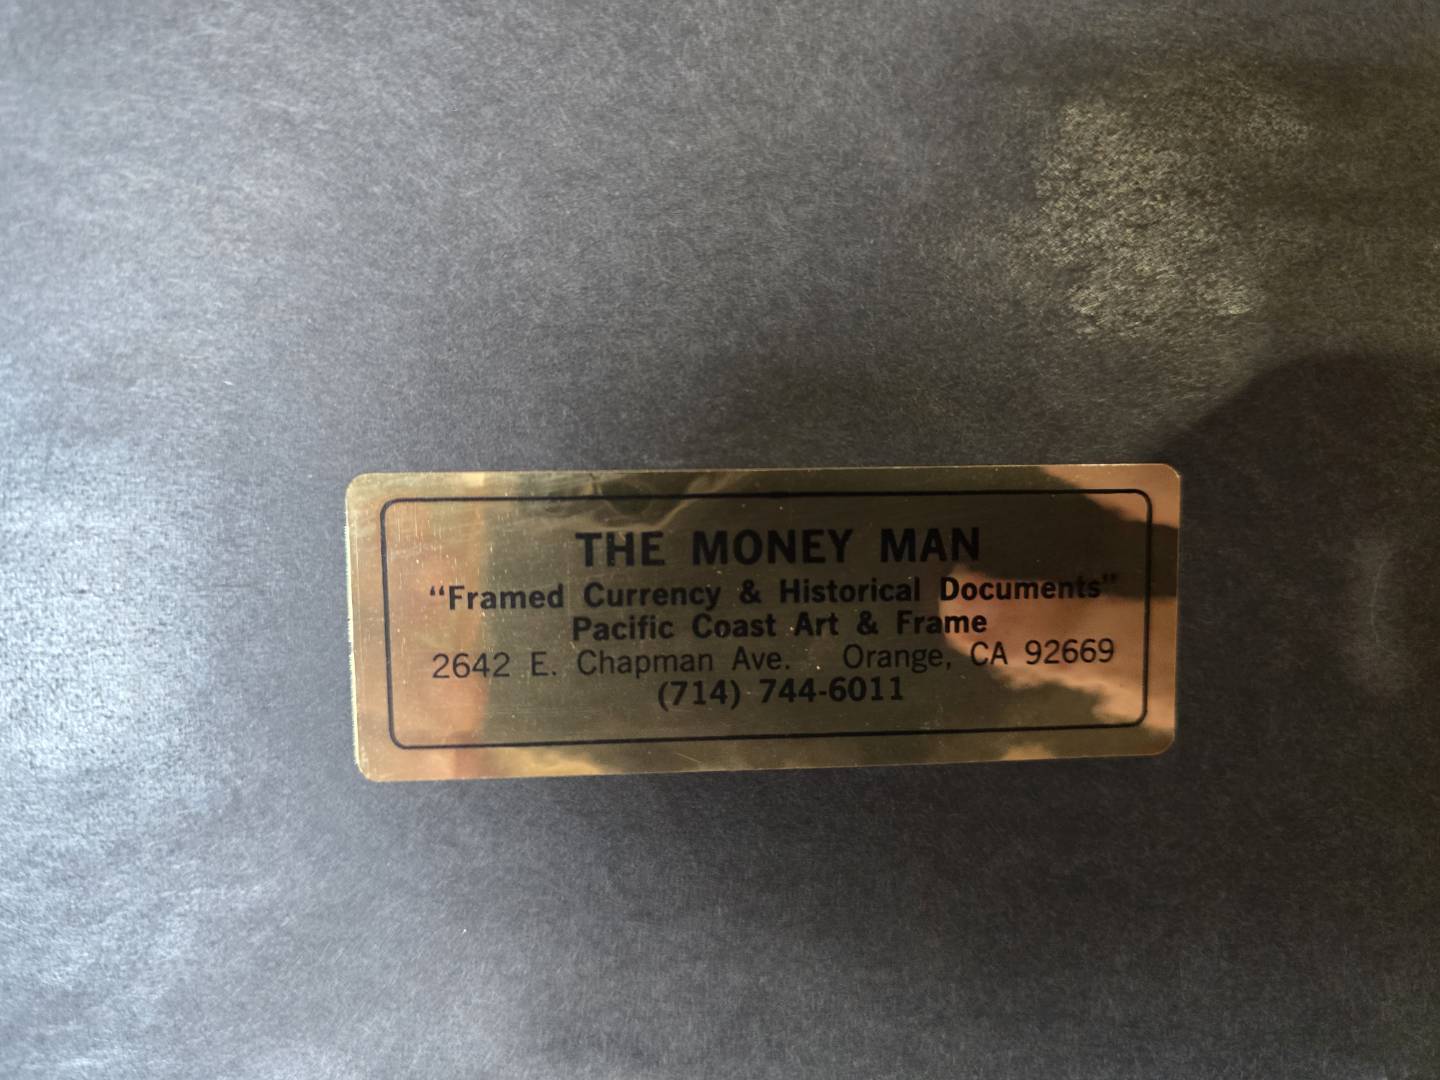 THE MONEY MAN
“Framed Currency & Historical Documents”
Pacific Coast Art & Frame
2642 E. Chapman Ave. Orange, CA 92669
(714) 744-6011